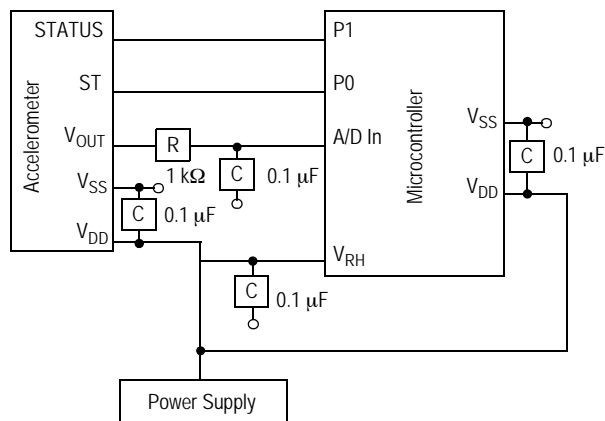 STATUS
ST
V_OUT
V_SS
V_DD
Accelerometer
R
1 kΩ
C
0.1 µF
C
0.1 µF
P1
P0
A/D In
V_RH
Microcontroller
V_SS
V_DD
C
0.1 µF
C
0.1 µF
Power Supply